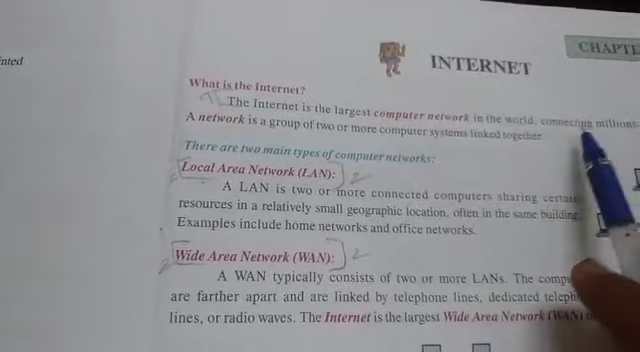 nted
CHAPTE
INTERNET
What is the Internet?
The Internet is the largest computer network in the world, connecting millions
A network is a group of two or more computer systems linked together.
There are two main types of computer networks:
Local Area Network (LAN): 2
A LAN is two or more connected computers sharing certain
resources in a relatively small geographic location, often in the same building.
Examples include home networks and office networks.
Wide Area Network (WAN): 2
A WAN typically consists of two or more LANs. The comp
are farther apart and are linked by telephone lines, dedicated teleph
lines, or radio waves. The Internet is the largest Wide Area Network (WAN)